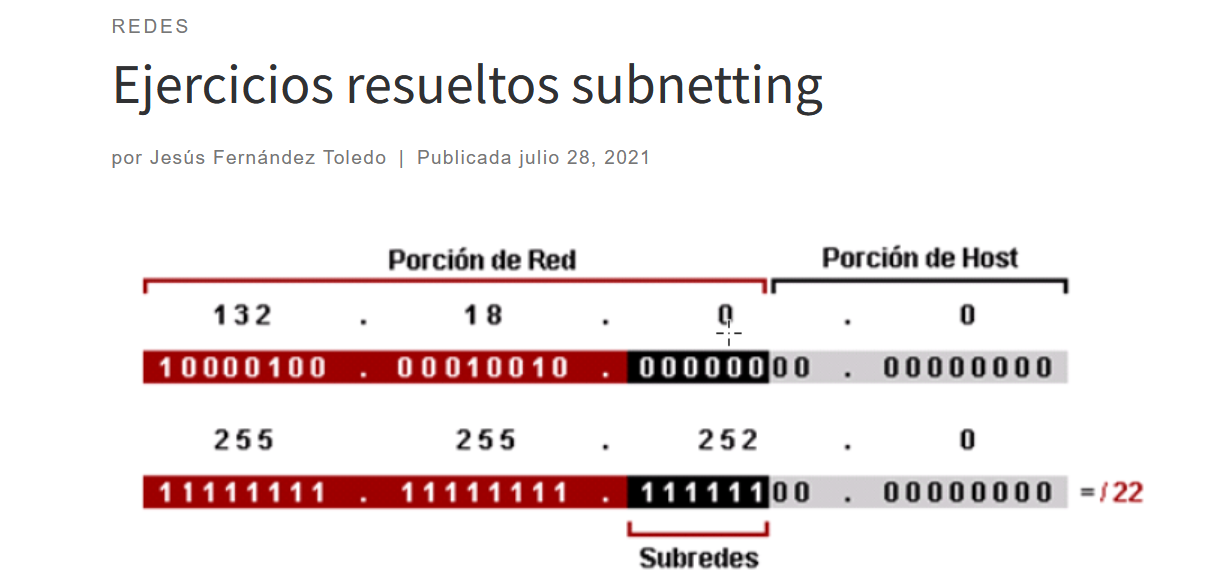 REDES
Ejercicios resueltos subnetting
por Jesús Fernández Toledo | Publicada julio 28, 2021
Porción de Red Porción de Host
132 . 18 . 0 . 0
10000100 . 00010010 . 00000000 . 00000000
255 255 . 252 . 0
11111111 . 11111111 . 11111100 . 00000000 =/22
Subredes